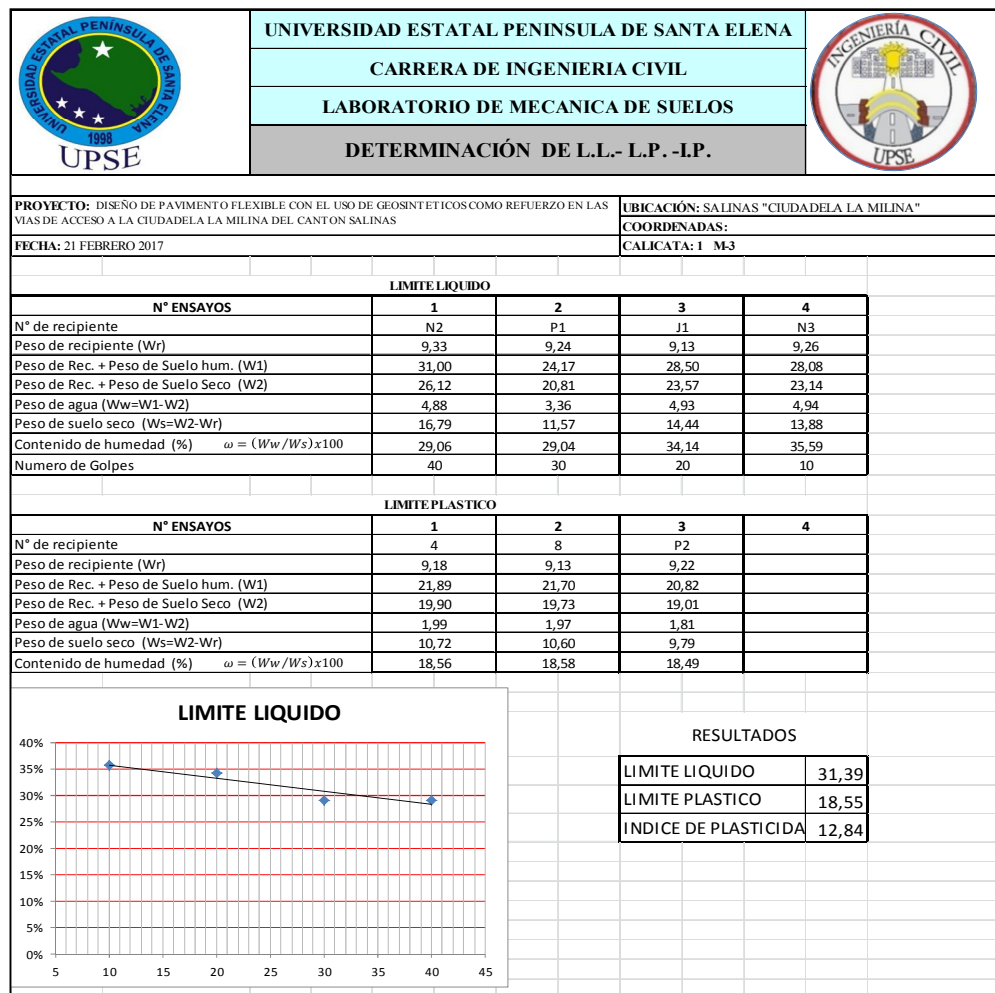 UNIVERSIDAD ESTATAL PENÍNSULA DE SANTA ELENA
1998
UPSE
UNIVERSIDAD ESTATAL PENINSULA DE SANTA ELENA
CARRERA DE INGENIERIA CIVIL
LABORATORIO DE MECANICA DE SUELOS
DETERMINACIÓN DE L.L.- L.P. -I.P.
INGENIERÍA CIVIL
UPSE
PROYECTO: DISEÑO DE PAVIMENTO FLEXIBLE CON EL USO DE GEOSINTETICOS COMO REFUERZO EN LAS
VIAS DE ACCESO A LA CIUDADELA LA MILINA DEL CANTON SALINAS
UBICACIÓN: SALINAS "CIUDADELA LA MILINA"
COORDENADAS:
FECHA: 21 FEBRERO 2017
CALICATA: 1 M-3
LIMITE LIQUIDO
N° ENSAYOS 1 2 3 4
N° de recipiente N2 P1 J1 N3
Peso de recipiente (Wr) 9,33 9,24 9,13 9,26
Peso de Rec. + Peso de Suelo hum. (W1) 31,00 24,17 28,50 28,08
Peso de Rec. + Peso de Suelo Seco (W2) 26,12 20,81 23,57 23,14
Peso de agua (Ww=W1-W2) 4,88 3,36 4,93 4,94
Peso de suelo seco (Ws=W2-Wr) 16,79 11,57 14,44 13,88
Contenido de humedad (%) ω = (Ww/Ws)x100 29,06 29,04 34,14 35,59
Numero de Golpes 40 30 20 10
LIMITE PLASTICO
N° ENSAYOS 1 2 3 4
N° de recipiente 4 8 P2
Peso de recipiente (Wr) 9,18 9,13 9,22
Peso de Rec. + Peso de Suelo hum. (W1) 21,89 21,70 20,82
Peso de Rec. + Peso de Suelo Seco (W2) 19,90 19,73 19,01
Peso de agua (Ww=W1-W2) 1,99 1,97 1,81
Peso de suelo seco (Ws=W2-Wr) 10,72 10,60 9,79
Contenido de humedad (%) ω = (Ww/Ws)x100 18,56 18,58 18,49
LIMITE LIQUIDO
40%
35%
30%
25%
20%
15%
10%
5%
0%
5 10 15 20 25 30 35 40 45
RESULTADOS
LIMITE LIQUIDO 31,39
LIMITE PLASTICO 18,55
INDICE DE PLASTICIDA 12,84